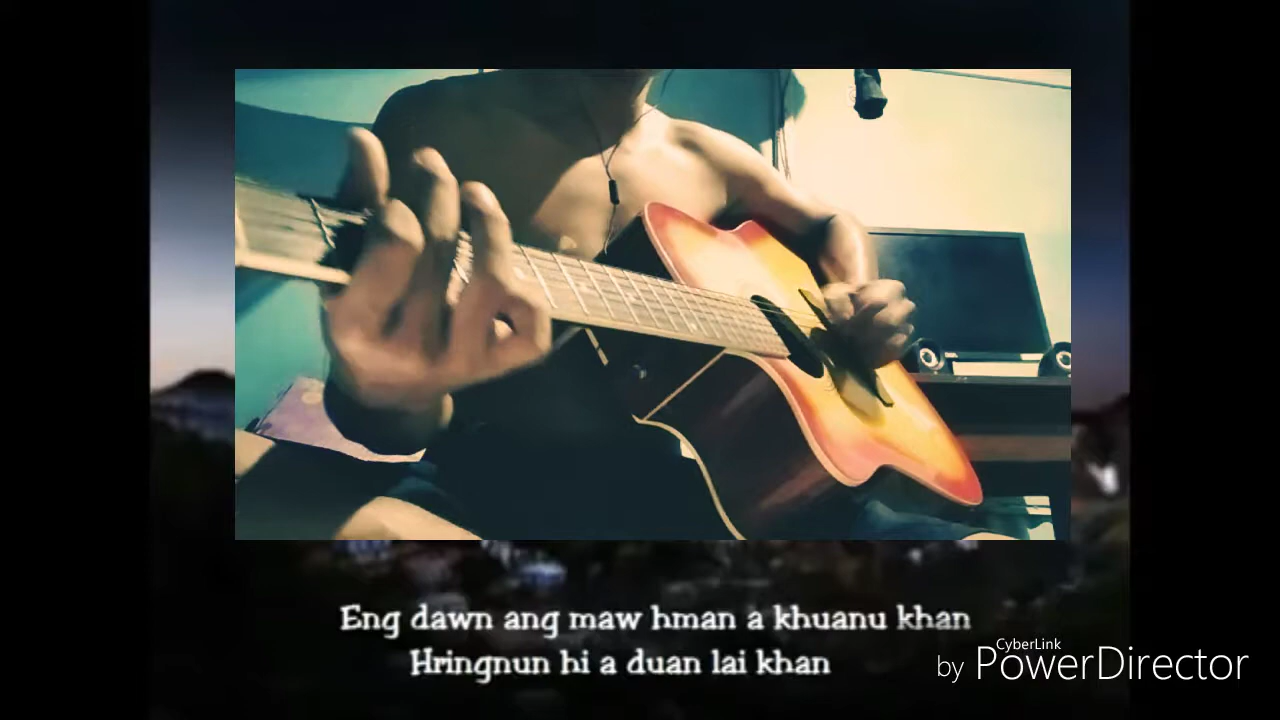 Eng dawn ang maw hman a khuanu khan
Hringnun hi a duan lai khan
CyberLink
by PowerDirector